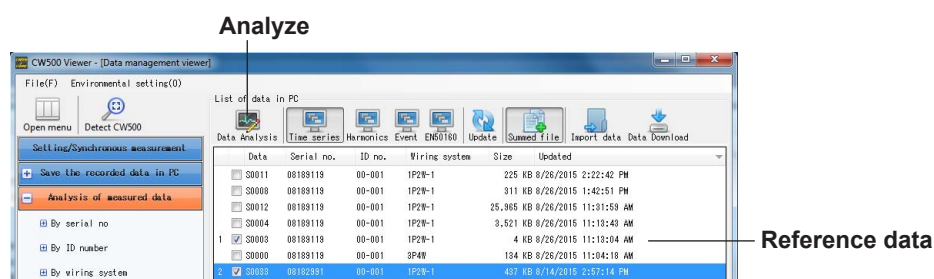 Analyze
CW500 Viewer - [Data management viewer]
File(F) Environmental setting(O)
List of data in PC
Open menu Detect CW500
Data Analysis Time series Harmonics Event EN50160 Update Summed file Import data Data Download
Setting/Synchronous measurement
Data Serial no. ID no. Wiring system Size Updated
Save the recorded data in PC
S0011 08189119 00-001 1P2W-1 225 KB 8/26/2015 2:22:42 PM
S0008 08189119 00-001 1P2W-1 311 KB 8/26/2015 1:42:51 PM
Analysis of measured data
S0012 08189119 00-001 1P2W-1 25,965 KB 8/26/2015 11:31:59 AM
By serial no
S0004 08189119 00-001 1P2W-1 3,521 KB 8/26/2015 11:13:43 AM
1 S0003 08189119 00-001 1P2W-1 4 KB 8/26/2015 11:13:04 AM
Reference data
By ID number
S0000 08189119 00-001 3P4W 134 KB 8/26/2015 11:04:18 AM
By wiring system
2 S0033 08182991 00-001 1P2W-1 437 KB 8/14/2015 2:57:14 PM